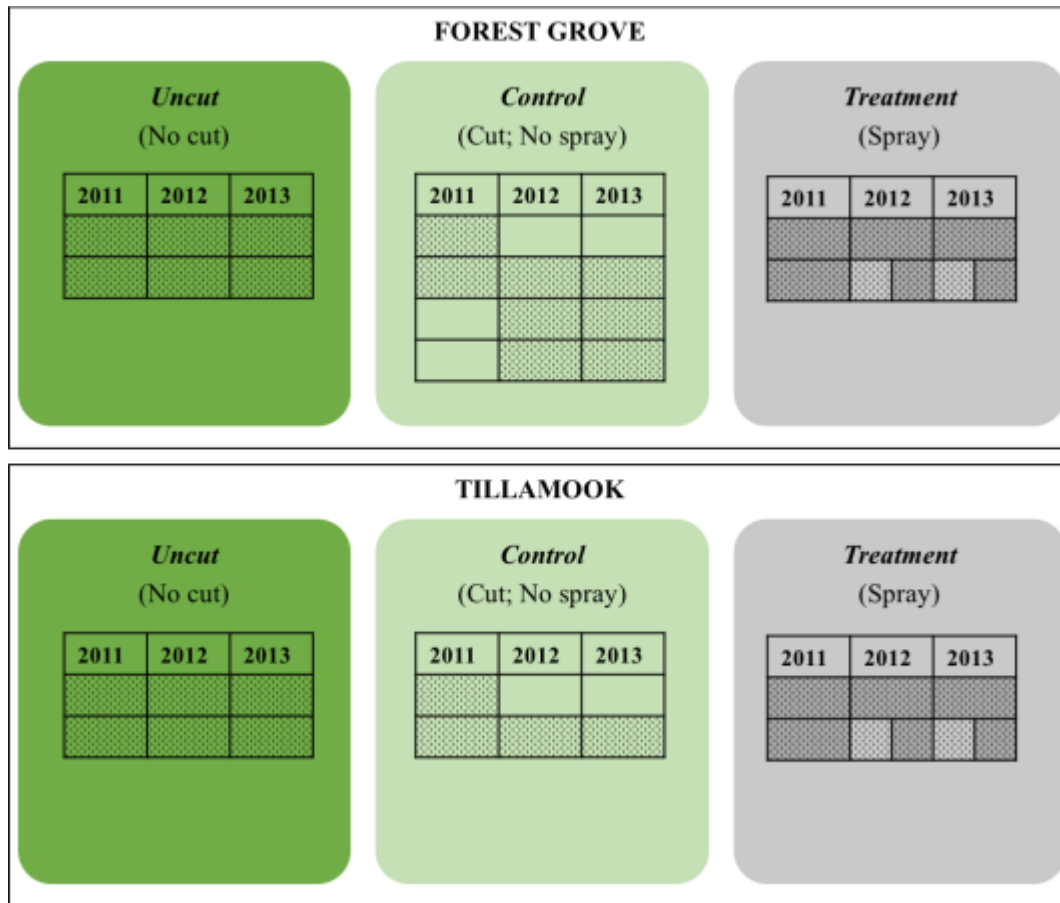 FOREST GROVE
Uncut
(No cut)
2011 2012 2013
Control
(Cut; No spray)
2011 2012 2013
Treatment
(Spray)
2011 2012 2013
TILLAMOOK
Uncut
(No cut)
2011 2012 2013
Control
(Cut; No spray)
2011 2012 2013
Treatment
(Spray)
2011 2012 2013